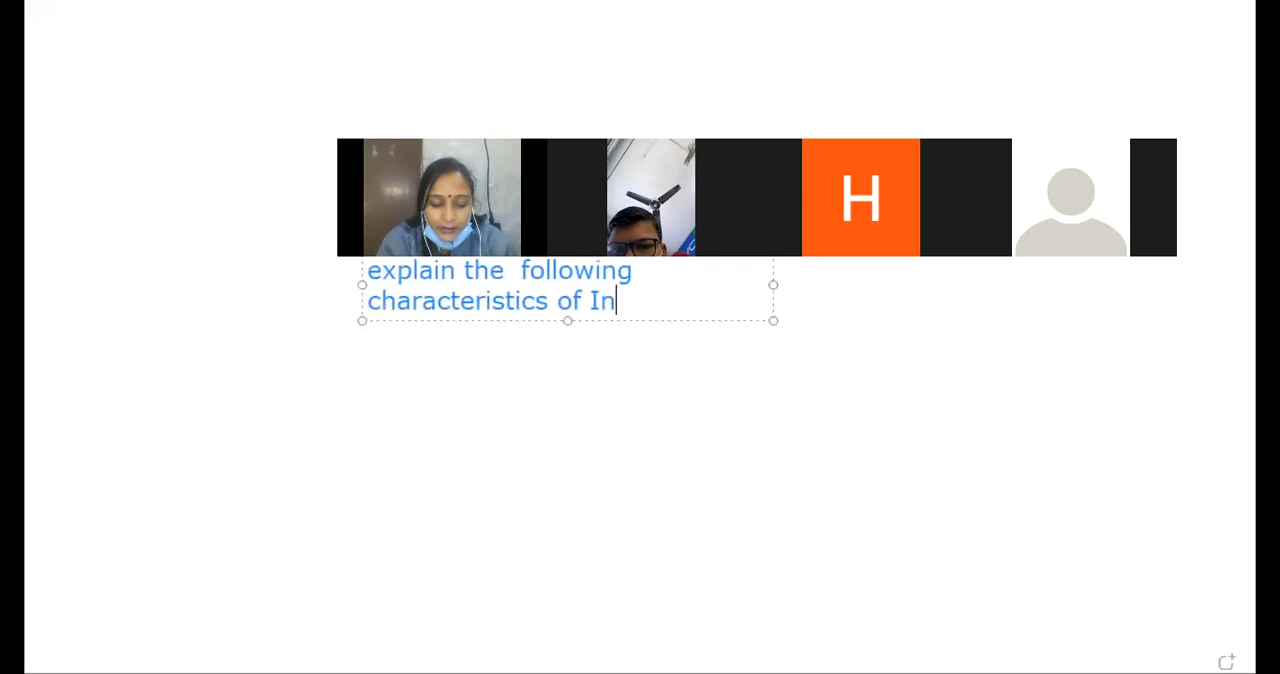 H
explain the  following
characteristics of In